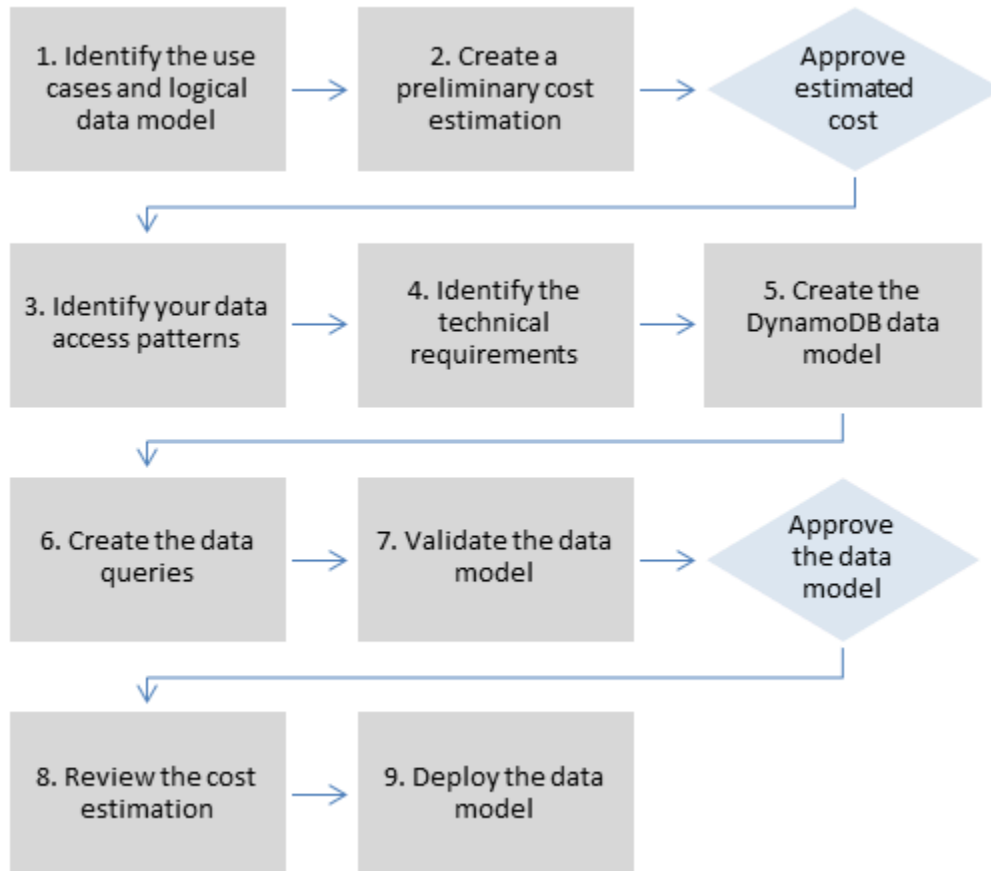 1. Identify the use
cases and logical
data model
2. Create a
preliminary cost
estimation
Approve
estimated
cost
3. Identify your data
access patterns
4. Identify the
technical
requirements
5. Create the
DynamoDB data
model
6. Create the data
queries
7. Validate the data
model
Approve
the data
model
8. Review the cost
estimation
9. Deploy the data
model